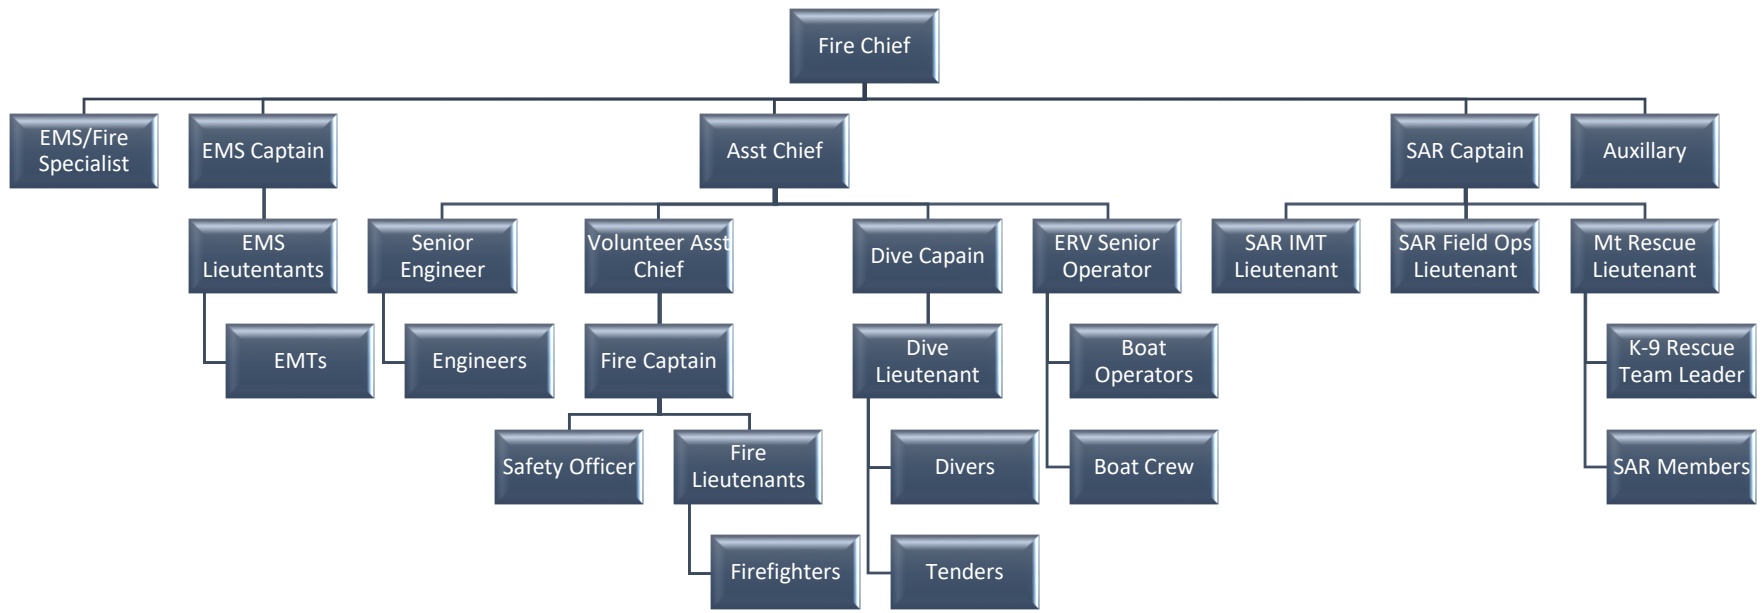 Fire Chief
EMS/Fire
Specialist
EMS Captain
Asst Chief
SAR Captain
Auxillary
EMS
Lieutentants
Senior
Engineer
Volunteer Asst
Chief
Dive Capain
ERV Senior
Operator
SAR IMT
Lieutenant
SAR Field Ops
Lieutenant
Mt Rescue
Lieutenant
EMTs
Engineers
Fire Captain
Dive
Lieutenant
Boat
Operators
K-9 Rescue
Team Leader
Safety Officer
Fire
Lieutenants
Divers
Boat Crew
SAR Members
Firefighters
Tenders